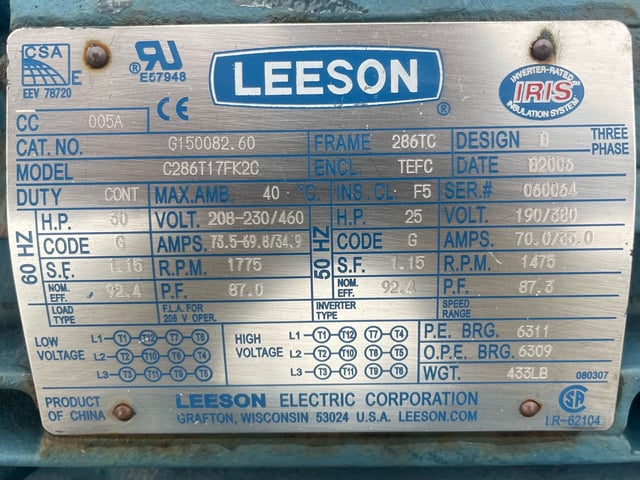 CSA
E
EEV 78720
RU ®
E57948
CE
LEESON ®
INVERTER-RATED
IRIS
INSULATION SYSTEM
CC 005A
CAT. NO. G150082.60 FRAME 286TC DESIGN B THREE PHASE
MODEL C286T17FK2C ENCL. TEFC DATE B2006
DUTY CONT MAX.AMB. 40 °C. INS.CL. F5 SER.# 060064
60 HZ
50 HZ
H.P. 30 VOLT. 208-230/460 H.P. 25 VOLT. 190/380
CODE G AMPS. 73.5-69.8/34.9 CODE G AMPS. 70.0/35.0
S.F. 1.15 R.P.M. 1775 S.F. 1.15 R.P.M. 1475
NOM. EFF. 92.4 P.F. 87.0 NOM. EFF. 92.4 P.F. 87.3
LOAD TYPE F.L.A. FOR 208 V OPER. INVERTER TYPE SPEED RANGE
LOW VOLTAGE
L1 T1 T12 T7 T6
L2 T2 T10 T8 T4
L3 T3 T11 T9 T5
HIGH VOLTAGE
L1 T1 T12 T7 T4
L2 T2 T10 T8 T5
L3 T3 T11 T9 T6
P.E. BRG. 6311
O.P.E. BRG. 6309
WGT. 433LB
080307
PRODUCT OF CHINA
LEESON ELECTRIC CORPORATION
GRAFTON, WISCONSIN 53024 U.S.A. LEESON.COM
SA
LR-62104